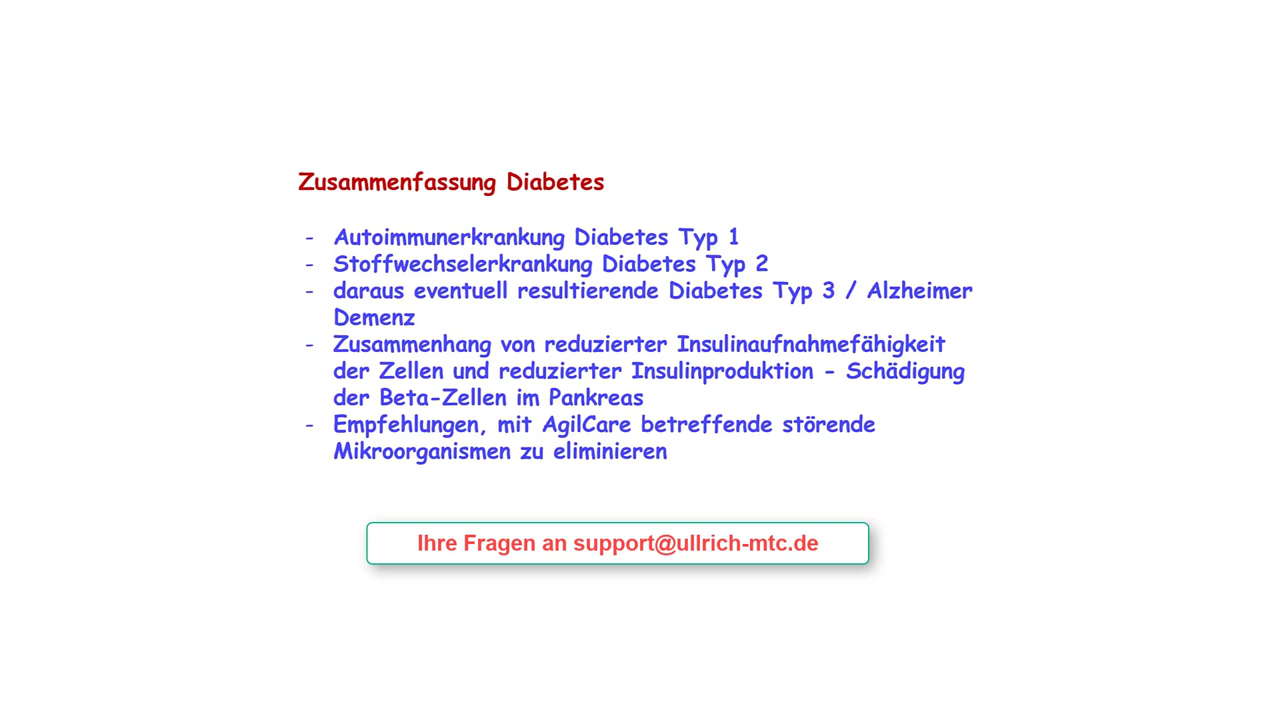 Zusammenfassung Diabetes
- Autoimmunerkrankung Diabetes Typ 1
- Stoffwechselerkrankung Diabetes Typ 2
- daraus eventuell resultierende Diabetes Typ 3 / Alzheimer
Demenz
- Zusammenhang von reduzierter Insulinaufnahmefähigkeit
der Zellen und reduzierter Insulinproduktion - Schädigung
der Beta-Zellen im Pankreas
- Empfehlungen, mit AgilCare betreffende störende
Mikroorganismen zu eliminieren
Ihre Fragen an support@ullrich-mtc.de